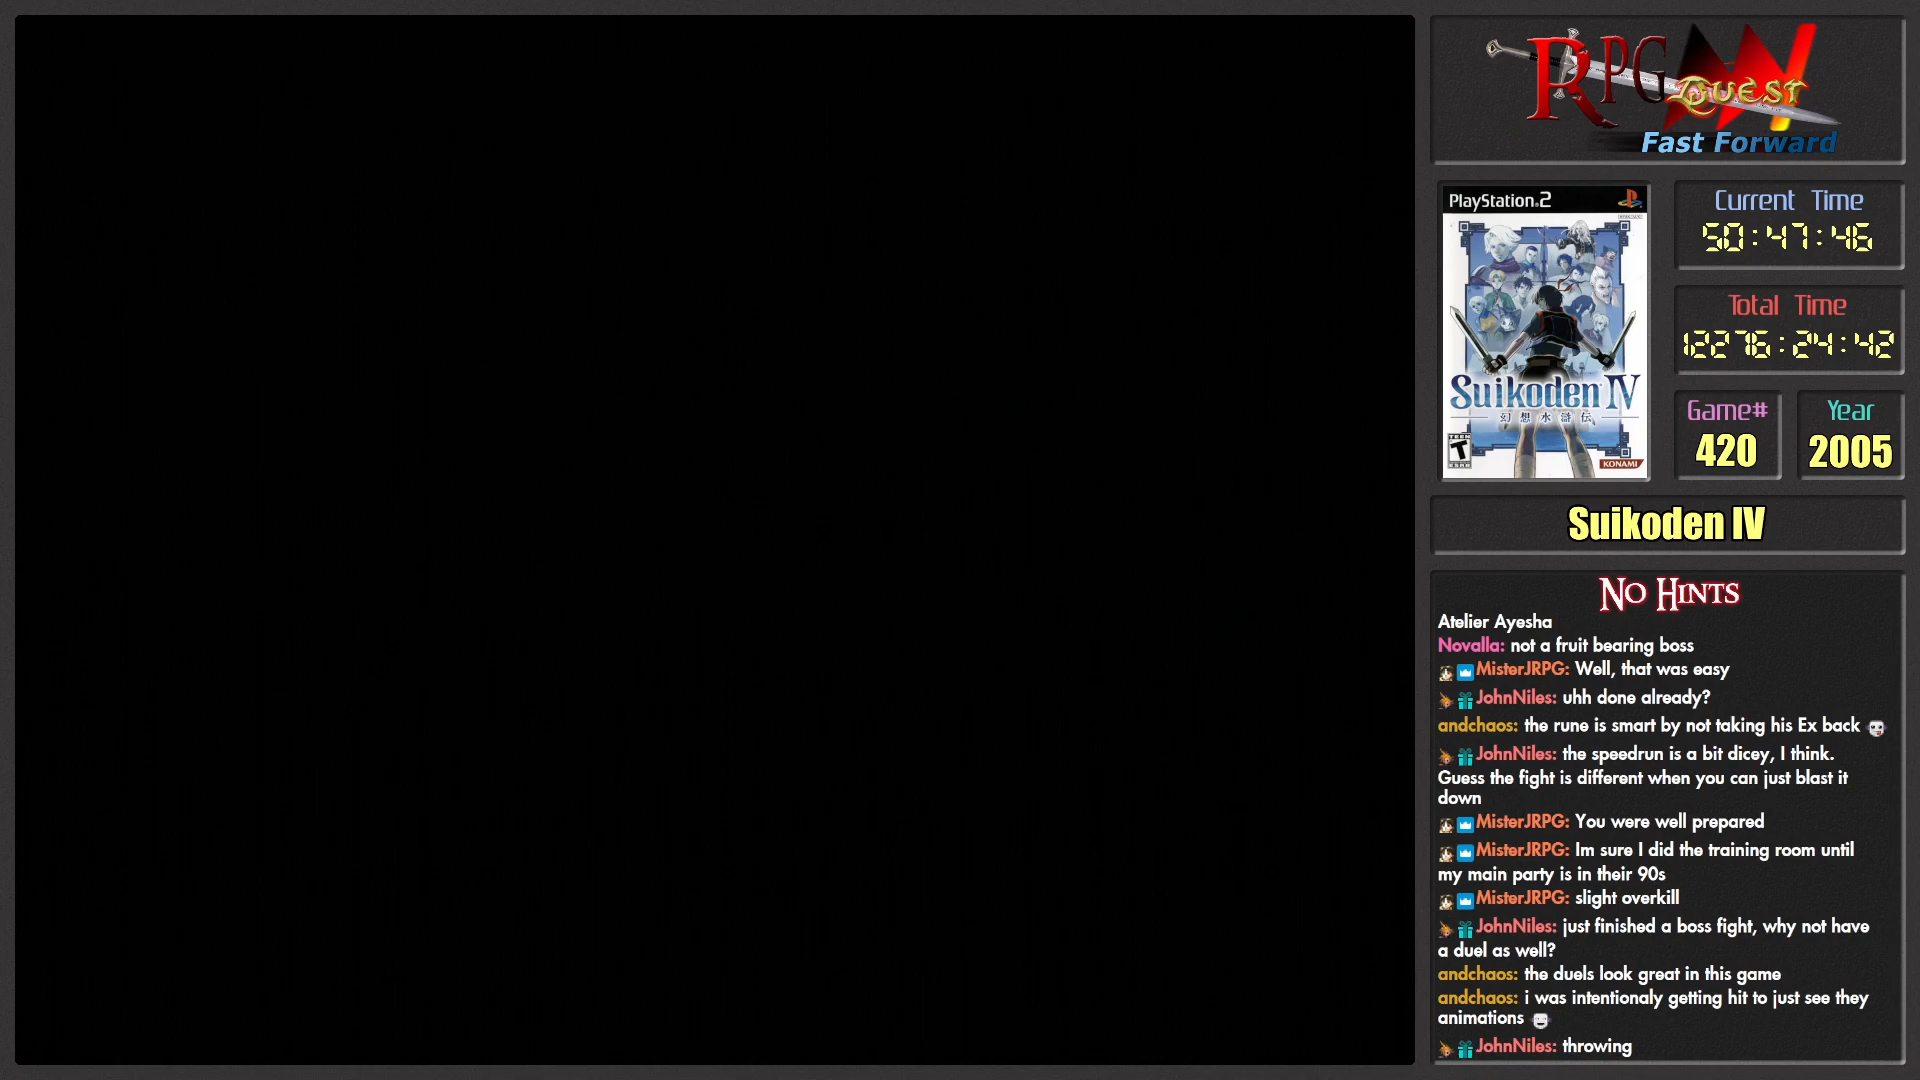 RPG Quest
Fast Forward
PlayStation.2
Suikoden IV
幻想水滸伝
TEEN
T
KONAMI
Current Time
50:47:46
Total Time
12276:24:42
Game#
420
Year
2005
Suikoden IV
No Hints
Atelier Ayesha
Novalla: not a fruit bearing boss
MisterJRPG: Well, that was easy
JohnNiles: uhh done already?
andchaos: the rune is smart by not taking his Ex back
JohnNiles: the speedrun is a bit dicey, I think.
Guess the fight is different when you can just blast it
down
MisterJRPG: You were well prepared
MisterJRPG: Im sure I did the training room until
my main party is in their 90s
MisterJRPG: slight overkill
JohnNiles: just finished a boss fight, why not have
a duel as well?
andchaos: the duels look great in this game
andchaos: i was intentionaly getting hit to just see they
animations
JohnNiles: throwing